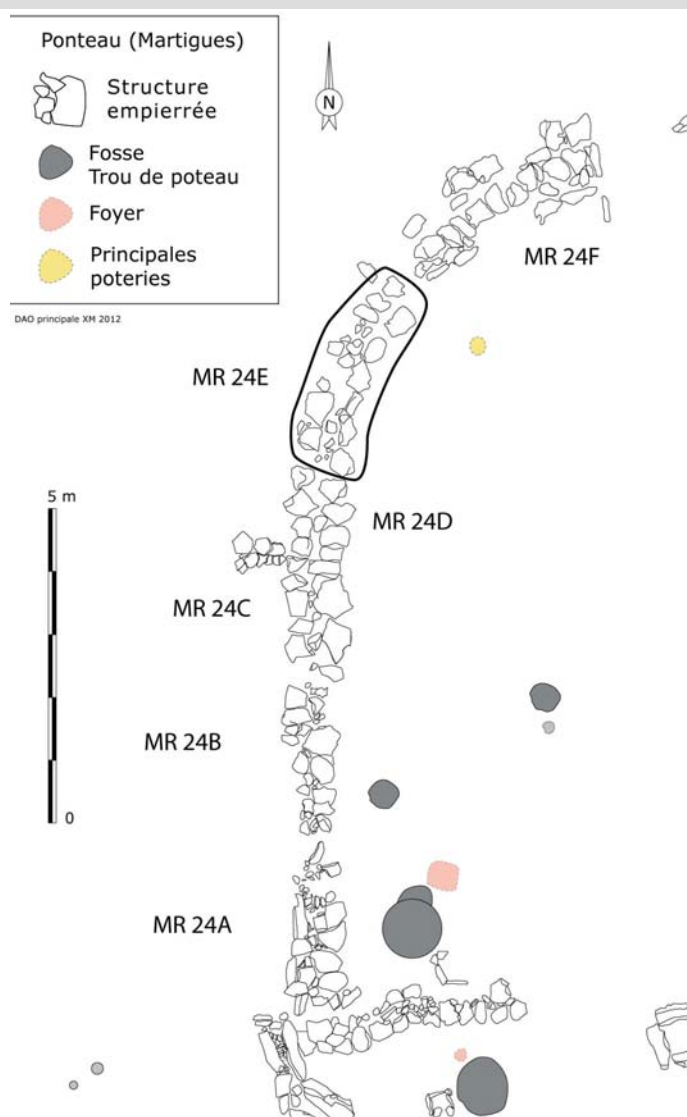 Ponteau (Martigues)
Structure
empierrée
Fosse
Trou de poteau
Foyer
Principales
poteries
DAO principale XM 2012
N
MR 24F
MR 24E
5 m
MR 24D
MR 24C
MR 24B
0
MR 24A